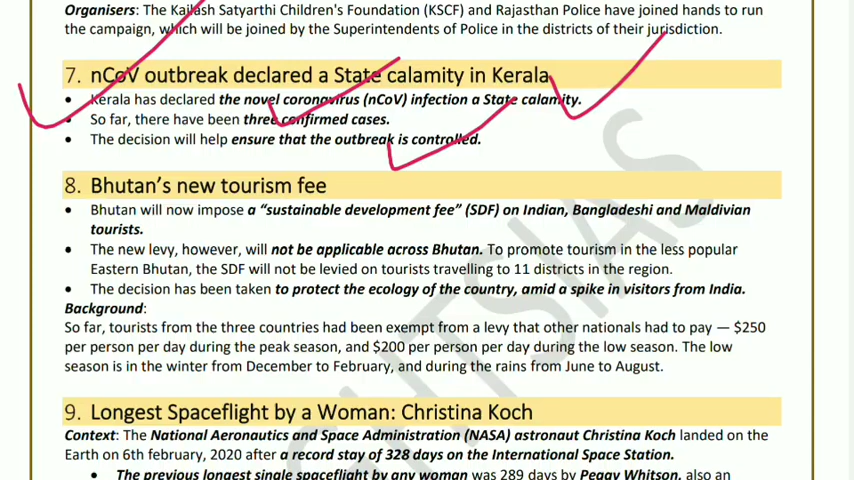 Organisers: The Kailash Satyarthi Children's Foundation (KSCF) and Rajasthan Police have joined hands to run
the campaign, which will be joined by the Superintendents of Police in the districts of their jurisdiction.
7. nCoV outbreak declared a State calamity in Kerala
• Kerala has declared the novel coronavirus (nCoV) infection a State calamity.
• So far, there have been three confirmed cases.
• The decision will help ensure that the outbreak is controlled.
8. Bhutan's new tourism fee
• Bhutan will now impose a “sustainable development fee” (SDF) on Indian, Bangladeshi and Maldivian
tourists.
• The new levy, however, will not be applicable across Bhutan. To promote tourism in the less popular
Eastern Bhutan, the SDF will not be levied on tourists travelling to 11 districts in the region.
• The decision has been taken to protect the ecology of the country, amid a spike in visitors from India.
Background:
So far, tourists from the three countries had been exempt from a levy that other nationals had to pay — $250
per person per day during the peak season, and $200 per person per day during the low season. The low
season is in the winter from December to February, and during the rains from June to August.
9. Longest Spaceflight by a Woman: Christina Koch
Context: The National Aeronautics and Space Administration (NASA) astronaut Christina Koch landed on the
Earth on 6th february, 2020 after a record stay of 328 days on the International Space Station.
• The previous longest single spaceflight by any woman was 289 days by Peggy Whitson, also an
GHTSIAS